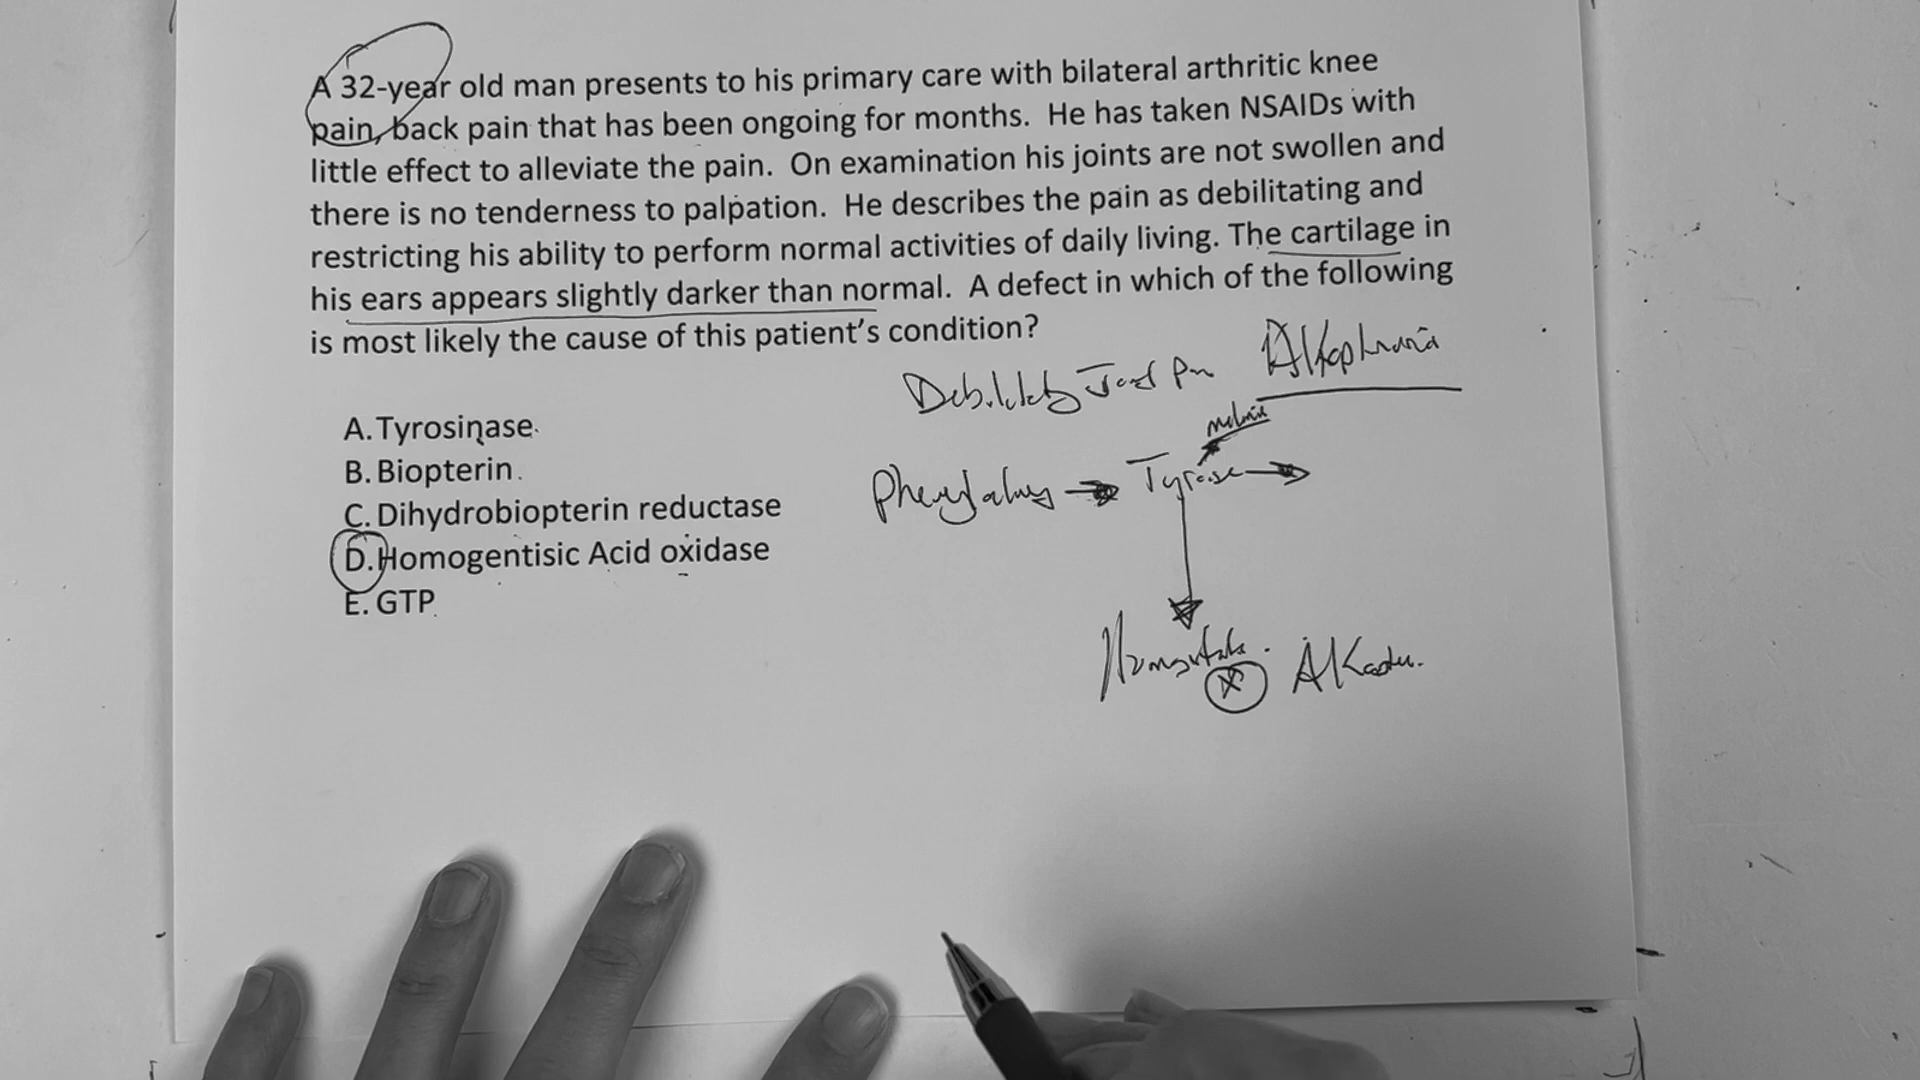 A 32-year old man presents to his primary care with bilateral arthritic knee
pain, back pain that has been ongoing for months. He has taken NSAIDs with
little effect to alleviate the pain. On examination his joints are not swollen and
there is no tenderness to palpation. He describes the pain as debilitating and
restricting his ability to perform normal activities of daily living. The cartilage in
his ears appears slightly darker than normal. A defect in which of the following
is most likely the cause of this patient's condition?
A. Tyrosinase
B. Biopterin
C. Dihydrobiopterin reductase
D. Homogentisic Acid oxidase
E. GTP